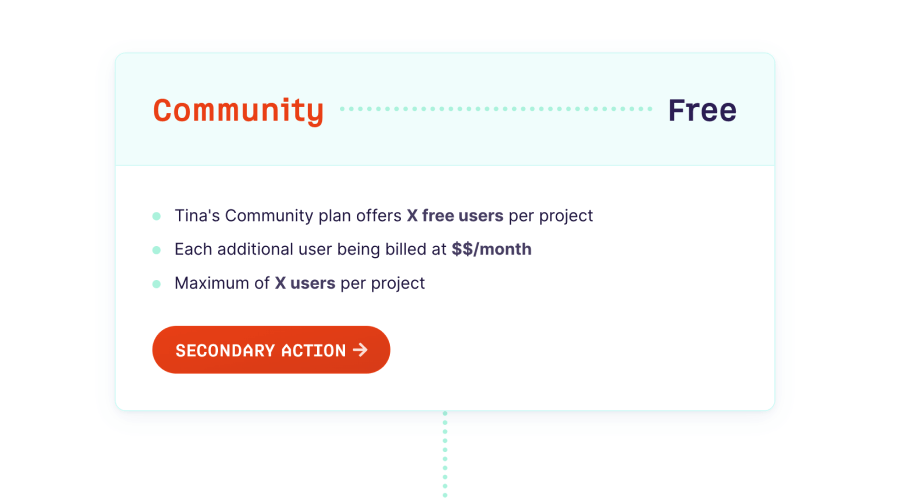 Community Free
Tina's Community plan offers X free users per project
Each additional user being billed at $$/month
Maximum of X users per project
SECONDARY ACTION →